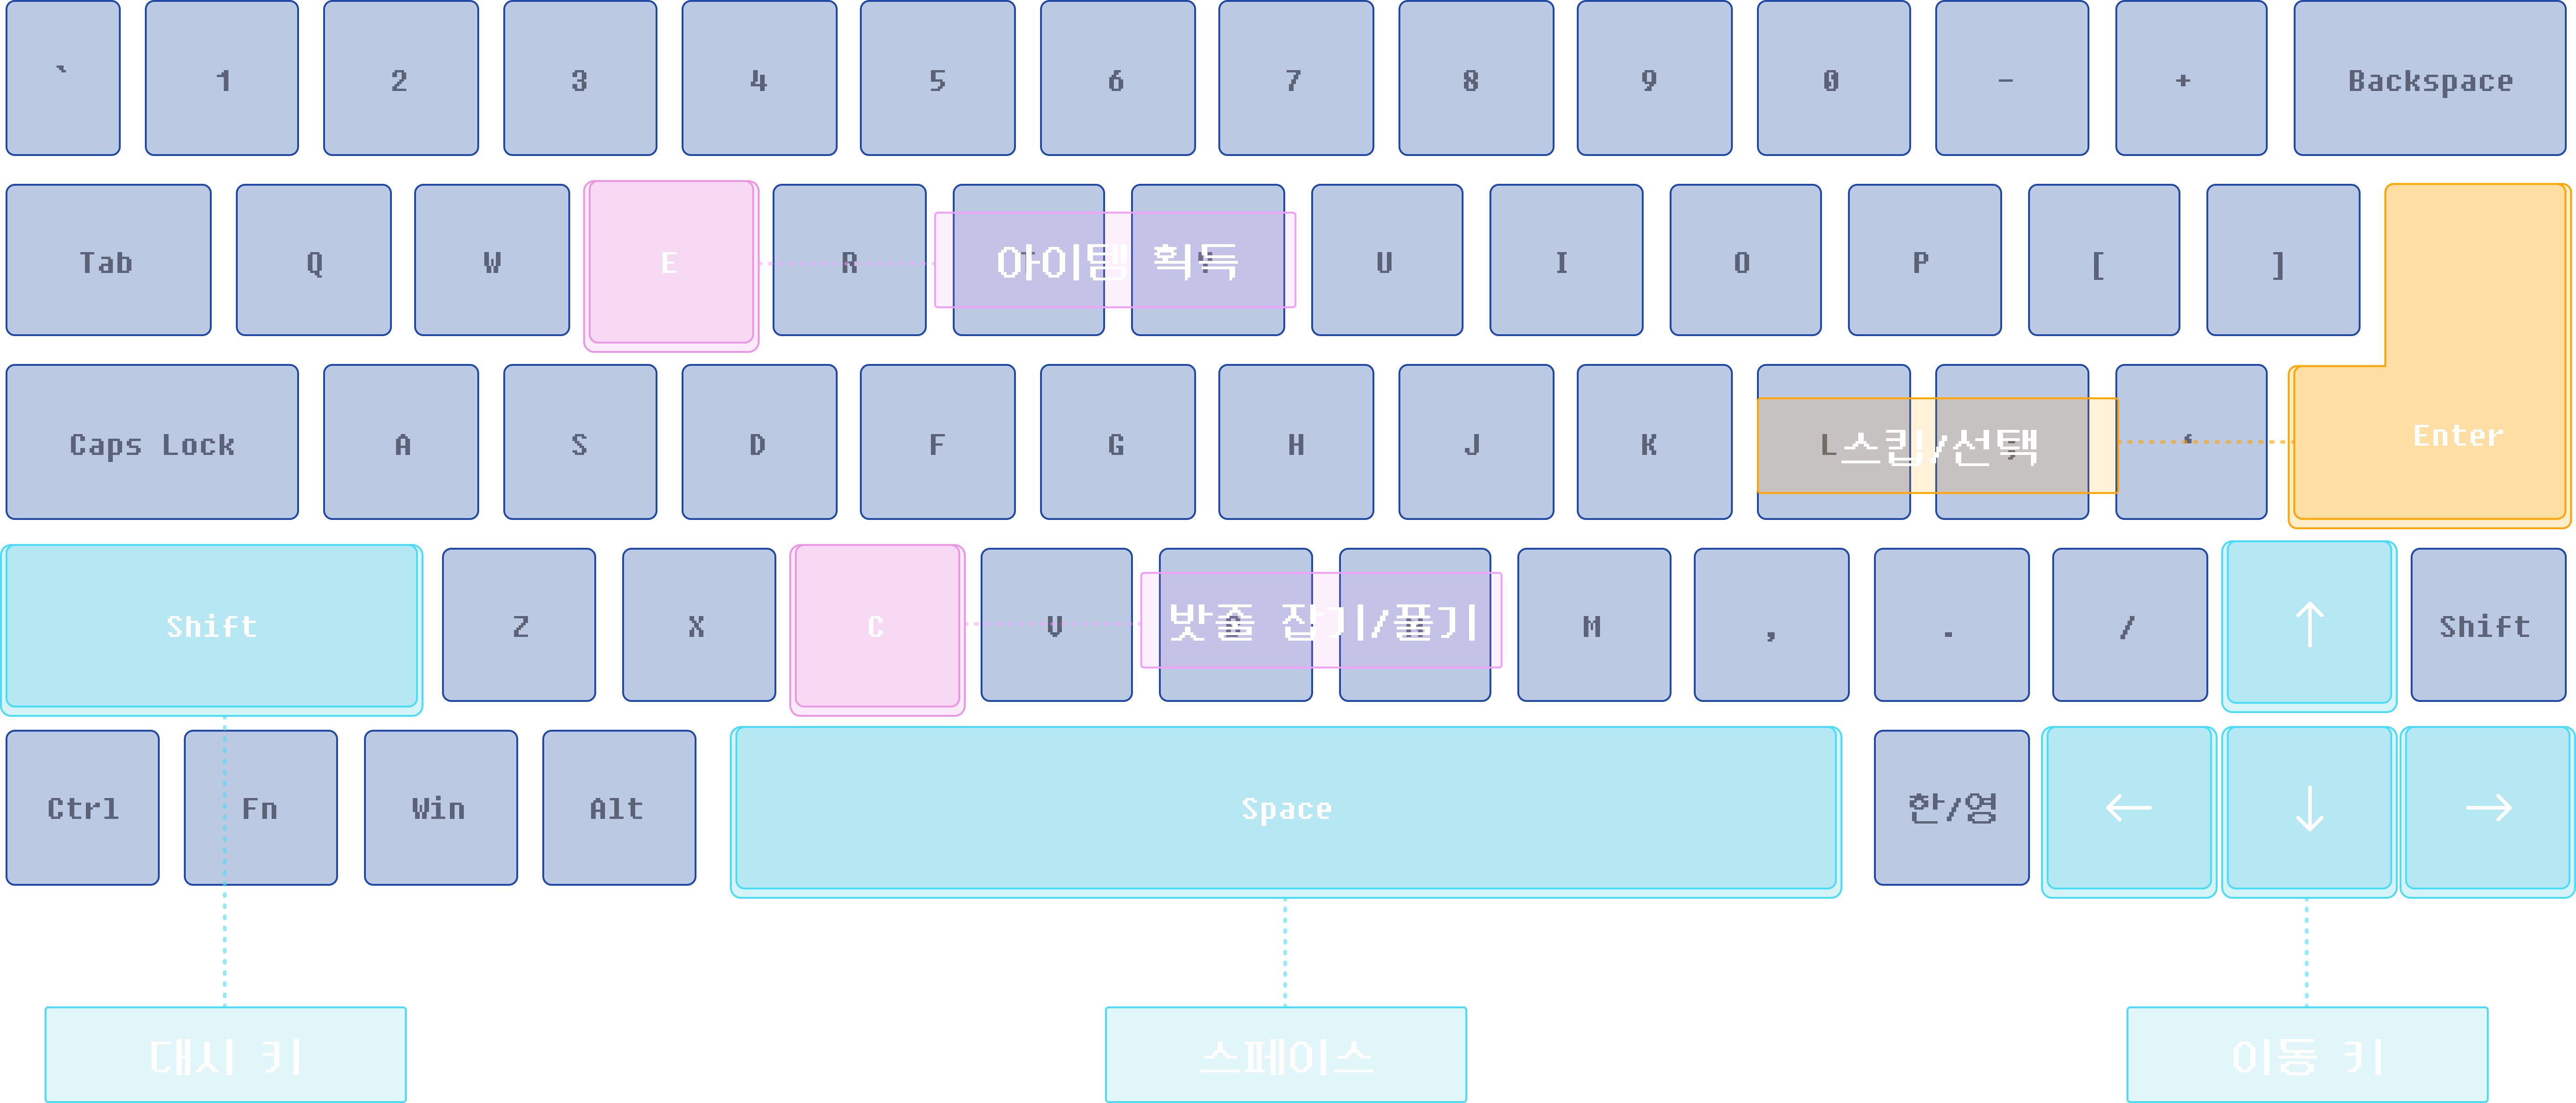 ` 1 2 3 4 5 6 7 8 9 0 - + Backspace
Tab Q W E R 아이템 획득 U I O P [ ]
Caps Lock A S D F G H J K L 스킵/선택 ; ' Enter
Shift Z X C V 밧줄 잡기/풀기 M , . / ↑ Shift
Ctrl Fn Win Alt Space 한/영 ← ↓ →
대시 키 스페이스 이동 키